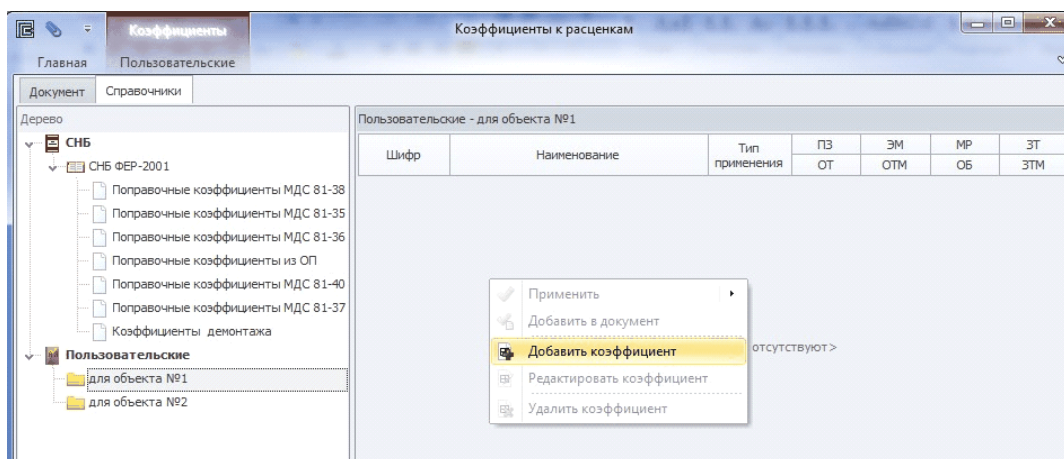 Коэффициенты
Коэффициенты к расценкам
Главная
Пользовательские
Документ
Справочники
Дерево
СНБ
СНБ ФЕР-2001
Поправочные коэффициенты МДС 81-38
Поправочные коэффициенты МДС 81-35
Поправочные коэффициенты МДС 81-36
Поправочные коэффициенты из ОП
Поправочные коэффициенты МДС 81-40
Поправочные коэффициенты МДС 81-37
Коэффициенты демонтажа
Пользовательские
для объекта №1
для объекта №2
Пользовательские - для объекта №1
Шифр
Наименование
Тип
применения
ПЗ
ЭМ
МР
ЗТ
ОТ
ОТМ
ОБ
ЗТМ
Применить
Добавить в документ
Добавить коэффициент
отсутствуют>
Редактировать коэффициент
Удалить коэффициент